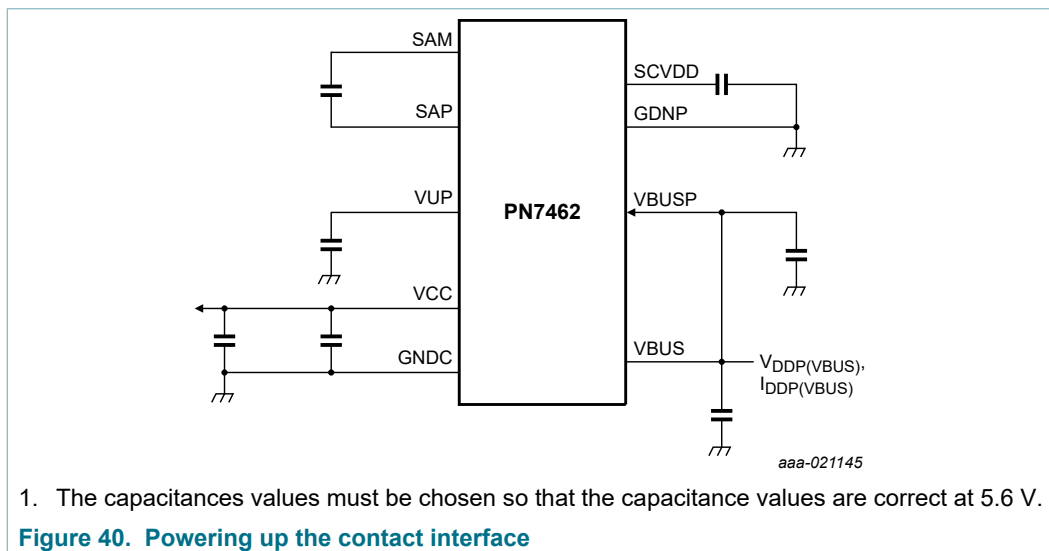 SAM
SCVDD
SAP
GDNP
VUP
PN7462
VBUSP
VCC
GNDC
VBUS
VDDP(VBUS),
IDDP(VBUS)
aaa-021145
1. The capacitances values must be chosen so that the capacitance values are correct at 5.6 V.
Figure 40. Powering up the contact interface